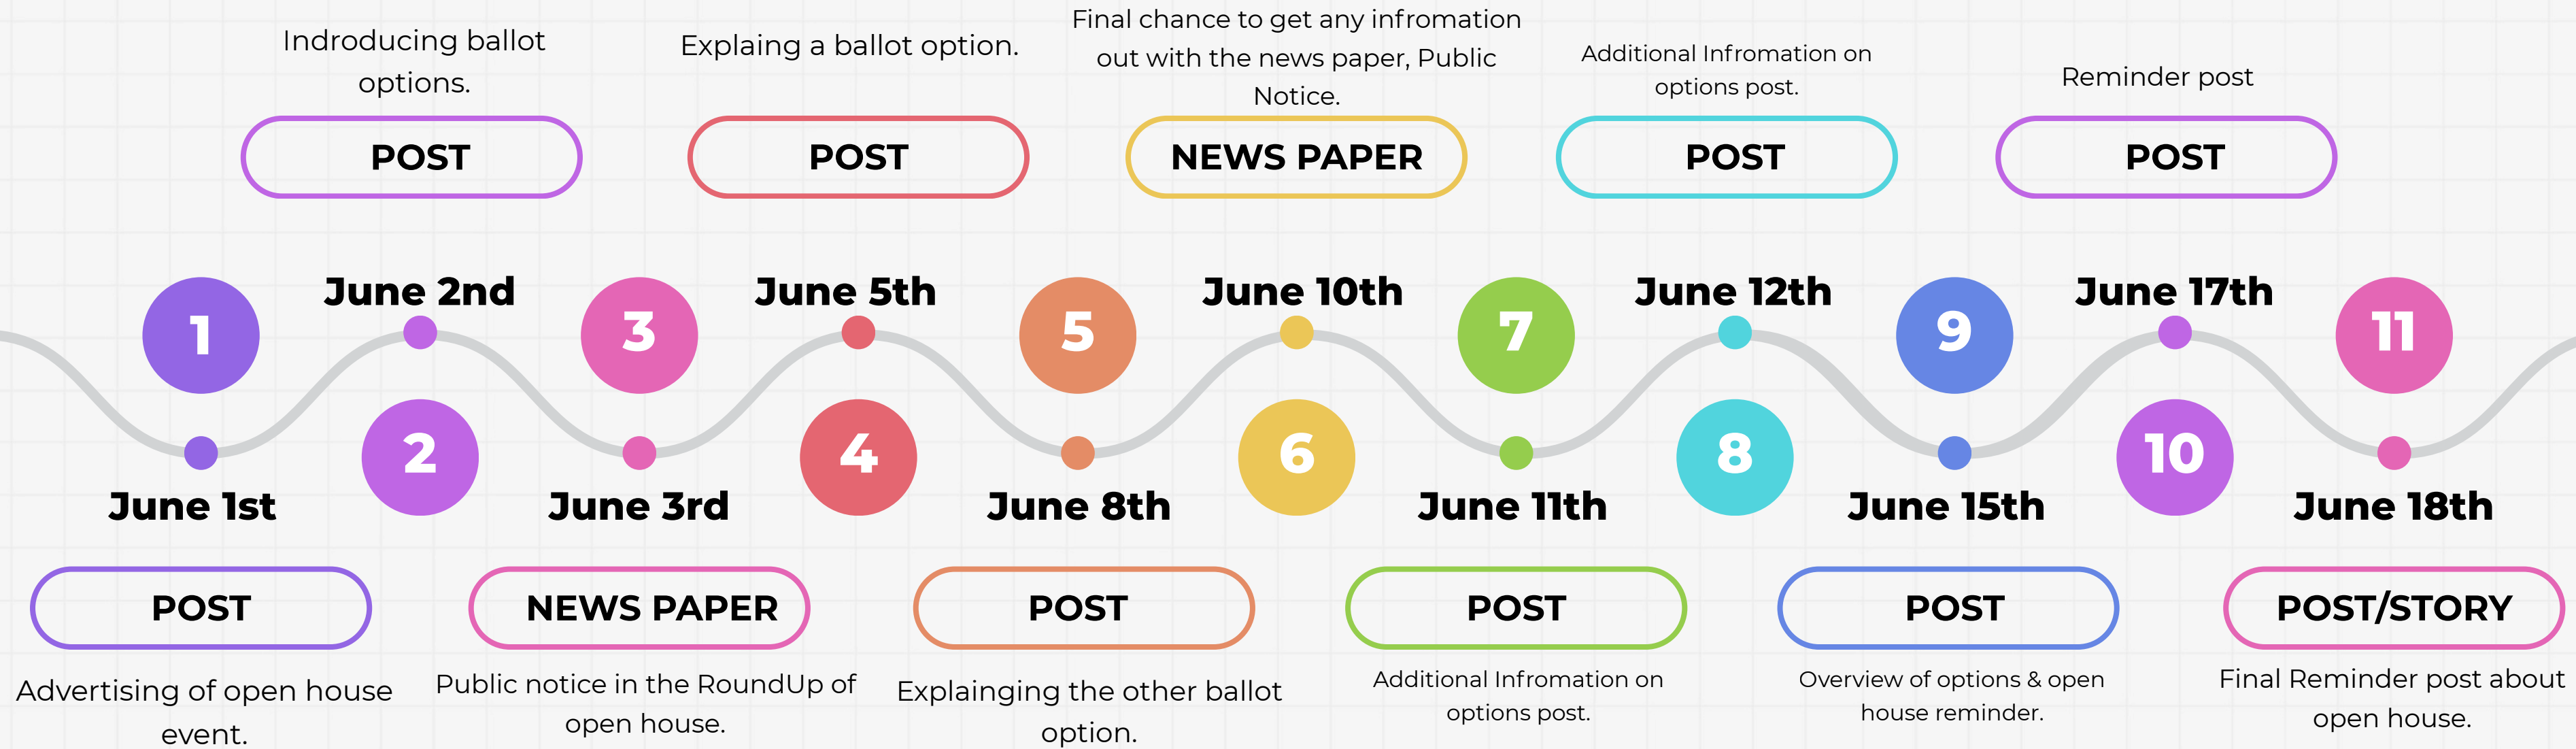 Indroducing ballot
options.
POST
June 2nd
2
Explaing a ballot option.
POST
June 5th
4
Final chance to get any infromation
out with the news paper, Public
Notice.
NEWS PAPER
June 10th
6
Additional Infromation on
options post.
POST
June 12th
8
Reminder post
POST
June 17th
10
1
June 1st
POST
Advertising of open house
event.
3
June 3rd
NEWS PAPER
Public notice in the RoundUp of
open house.
5
June 8th
POST
Explainging the other ballot
option.
7
June 11th
POST
Additional Infromation on
options post.
9
June 15th
POST
Overview of options & open
house reminder.
11
June 18th
POST/STORY
Final Reminder post about
open house.